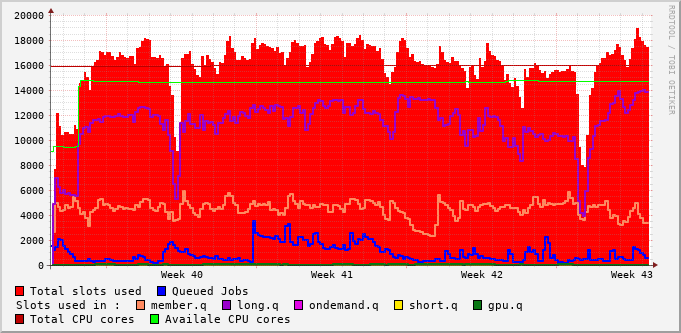 20000
18000
16000
14000
12000
10000
8000
6000
4000
2000
0
Week 40 Week 41 Week 42 Week 43
RRDTOOL / TOBI OETIKER
Total slots used Queued Jobs
Slots used in : member.q long.q ondemand.q short.q gpu.q
Total CPU cores Availale CPU cores